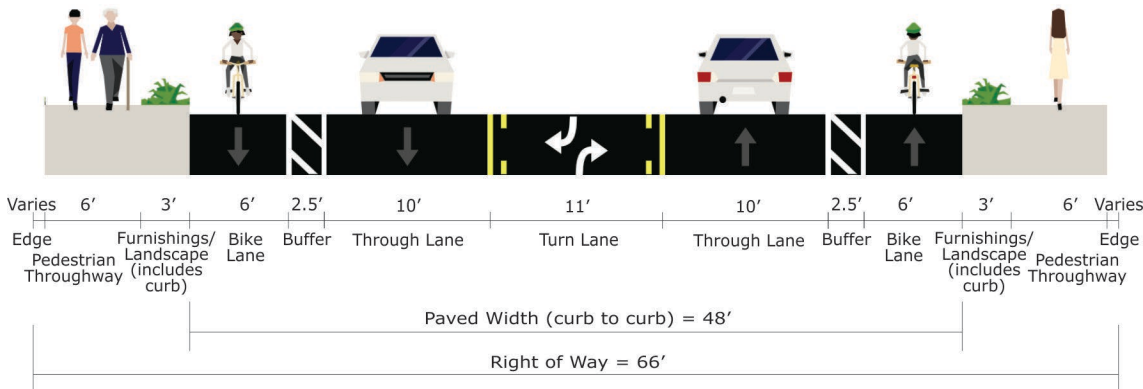 Varies 6’ 3’ 6’ 2.5’ 10’ 11’ 10’ 2.5’ 6’ 3’ 6’ Varies
Edge
Pedestrian
Throughway
Furnishings/
Landscape
(includes
curb)
Bike
Lane
Buffer
Through Lane
Turn Lane
Through Lane
Buffer
Bike
Lane
Furnishings/
Landscape
(includes
curb)
Pedestrian
Throughway
Edge
Paved Width (curb to curb) = 48’
Right of Way = 66’